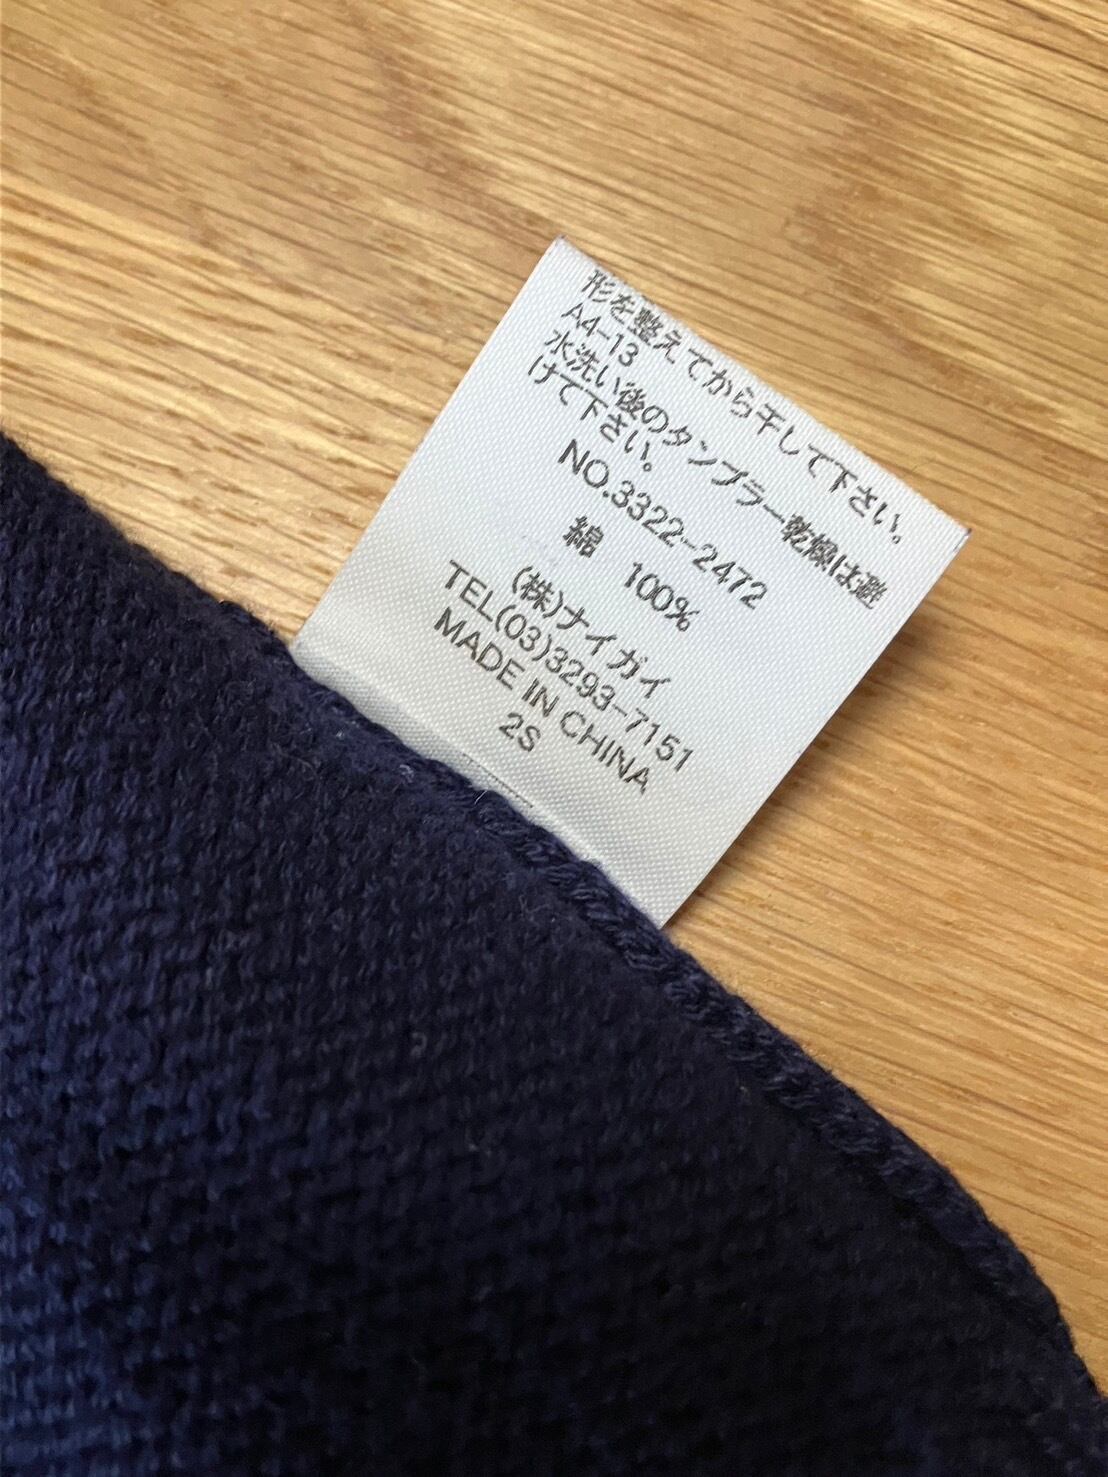 形を整えてから干して下さい。
A4-13
水洗い後のタンブラー乾燥は避
けて下さい。
NO.3322-2472
綿 100%
(株)ナイガイ
TEL(03)3293-7151
MADE IN CHINA
2S